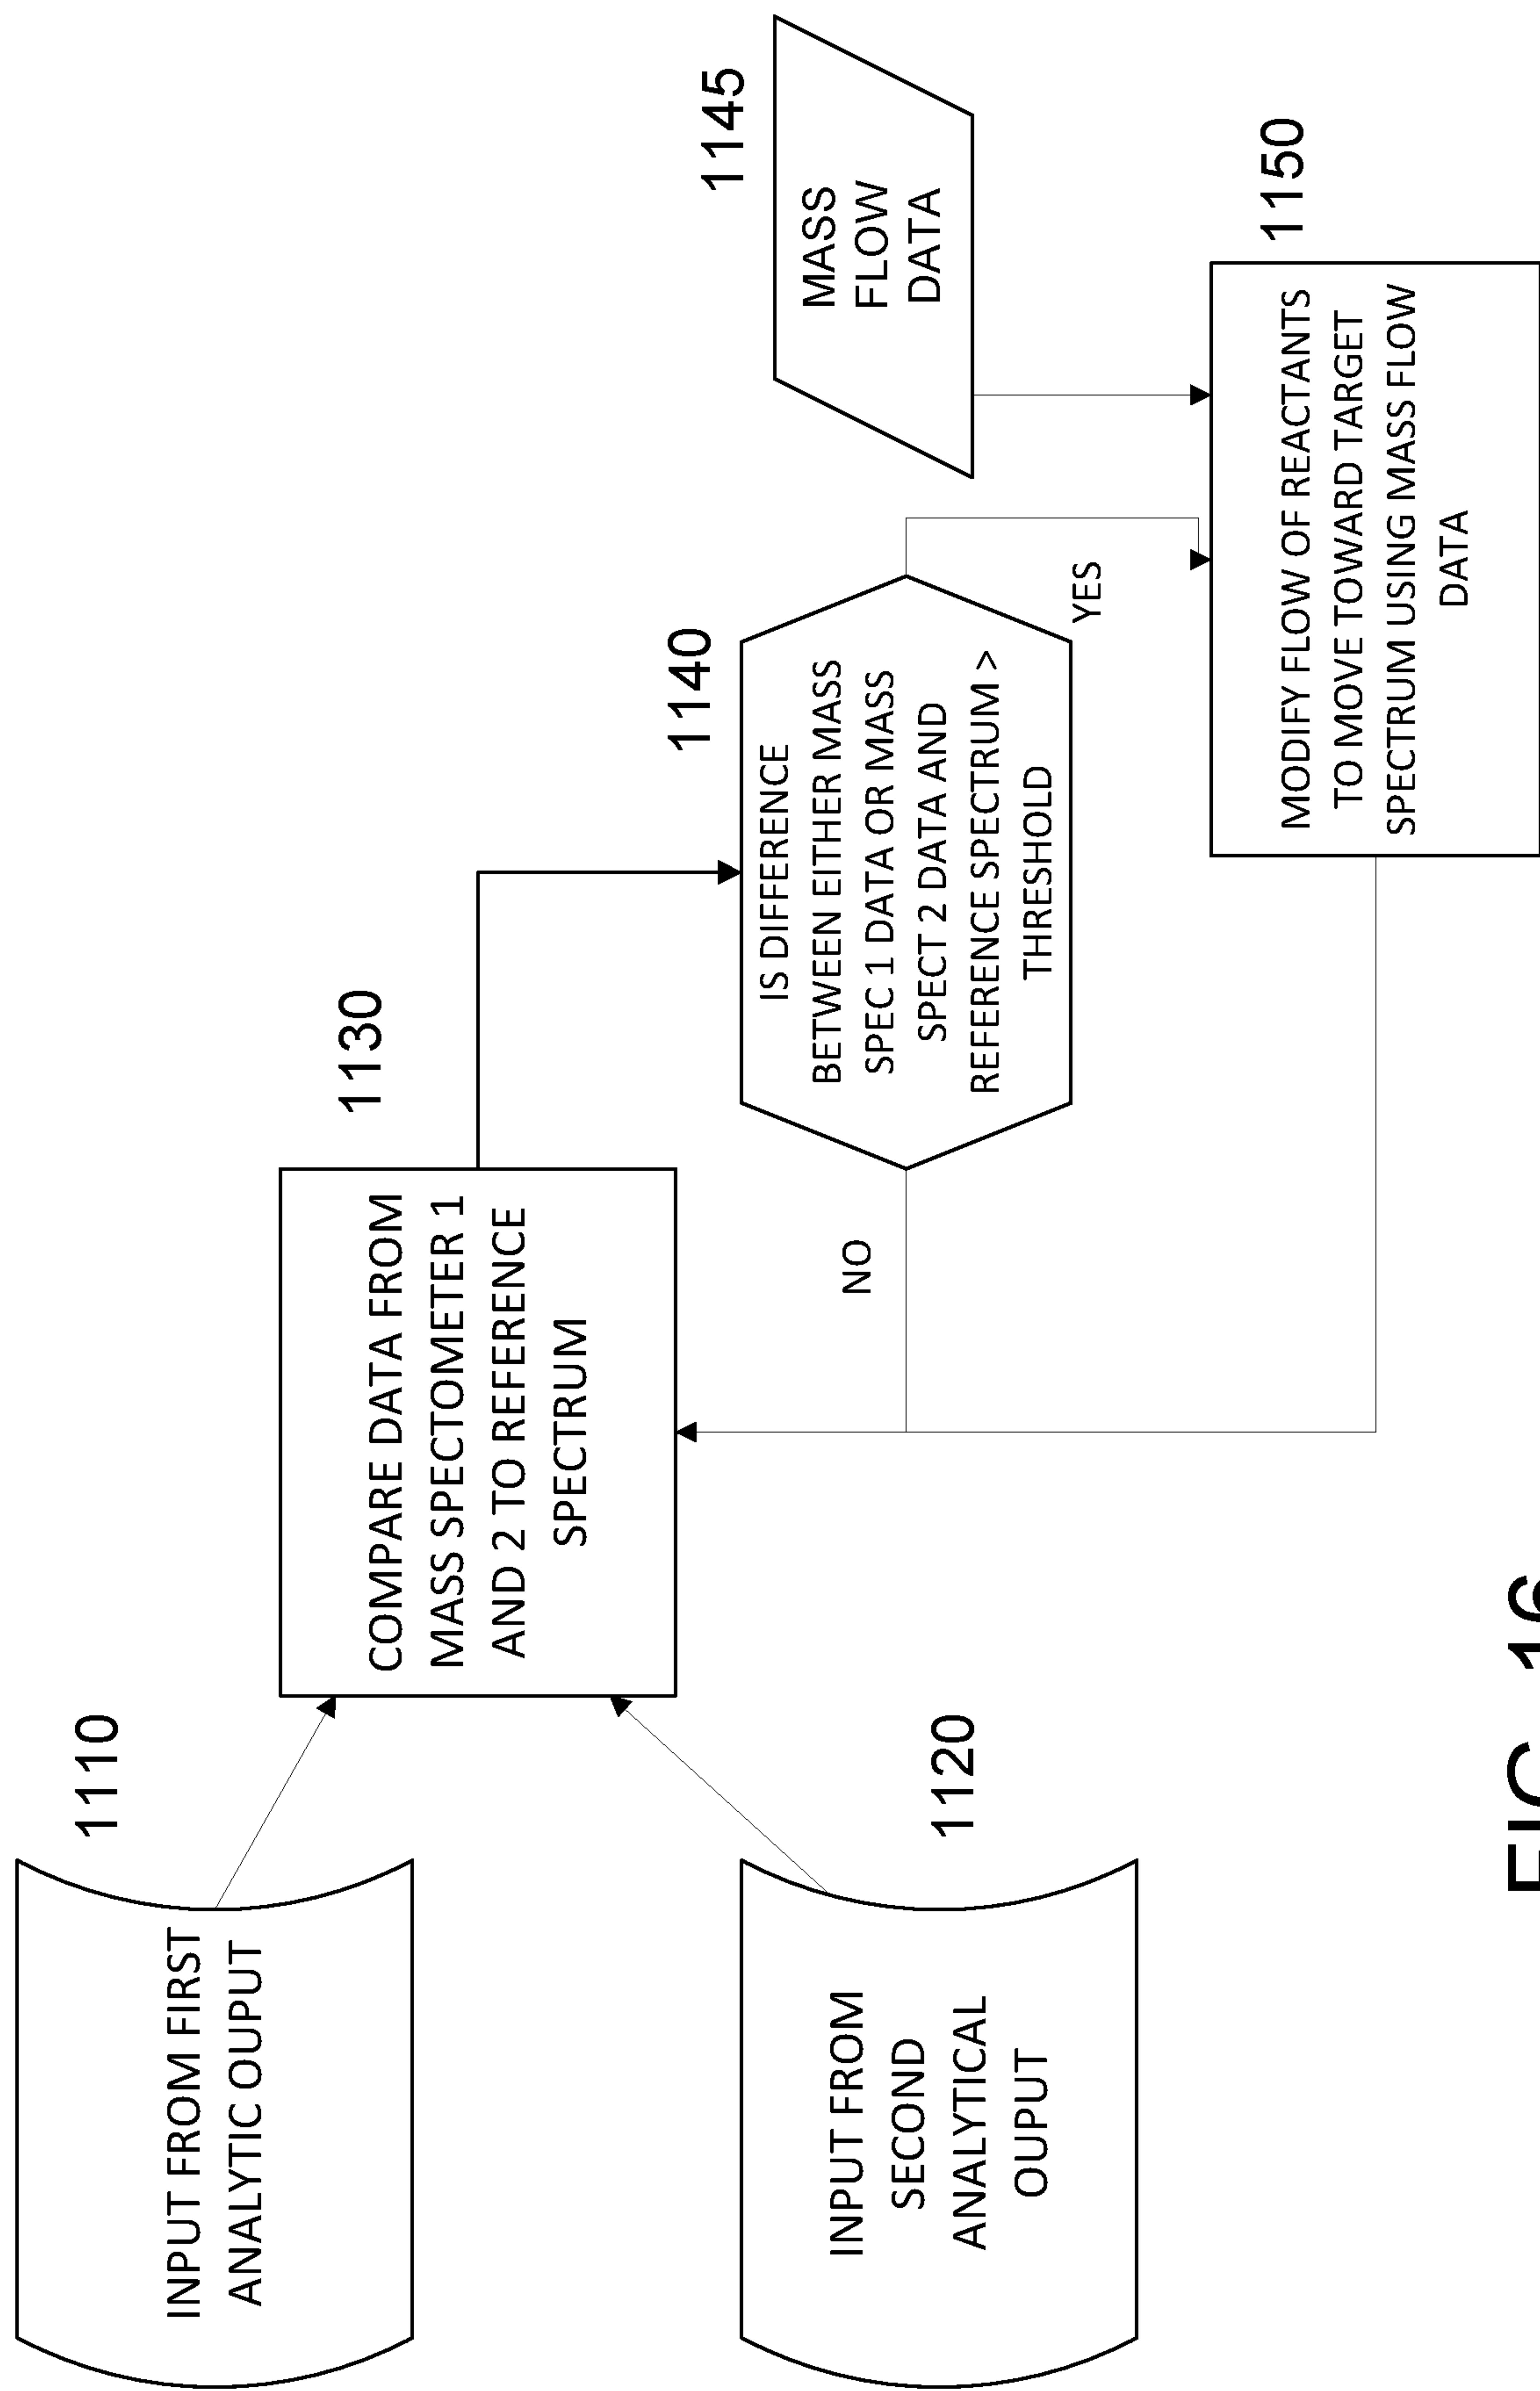 1110
INPUT FROM FIRST
ANALYTIC OUPUT
1130
COMPARE DATA FROM
MASS SPECTOMETER 1
AND 2 TO REFERENCE
SPECTRUM
1120
INPUT FROM
SECOND
ANALYTICAL
OUPUT
1140
IS DIFFERENCE
BETWEEN EITHER MASS
SPEC 1 DATA OR MASS
SPECT 2 DATA AND
REFERENCE SPECTRUM >
THRESHOLD
NO
YES
1145
MASS
FLOW
DATA
1150
MODIFY FLOW OF REACTANTS
TO MOVE TOWARD TARGET
SPECTRUM USING MASS FLOW
DATA